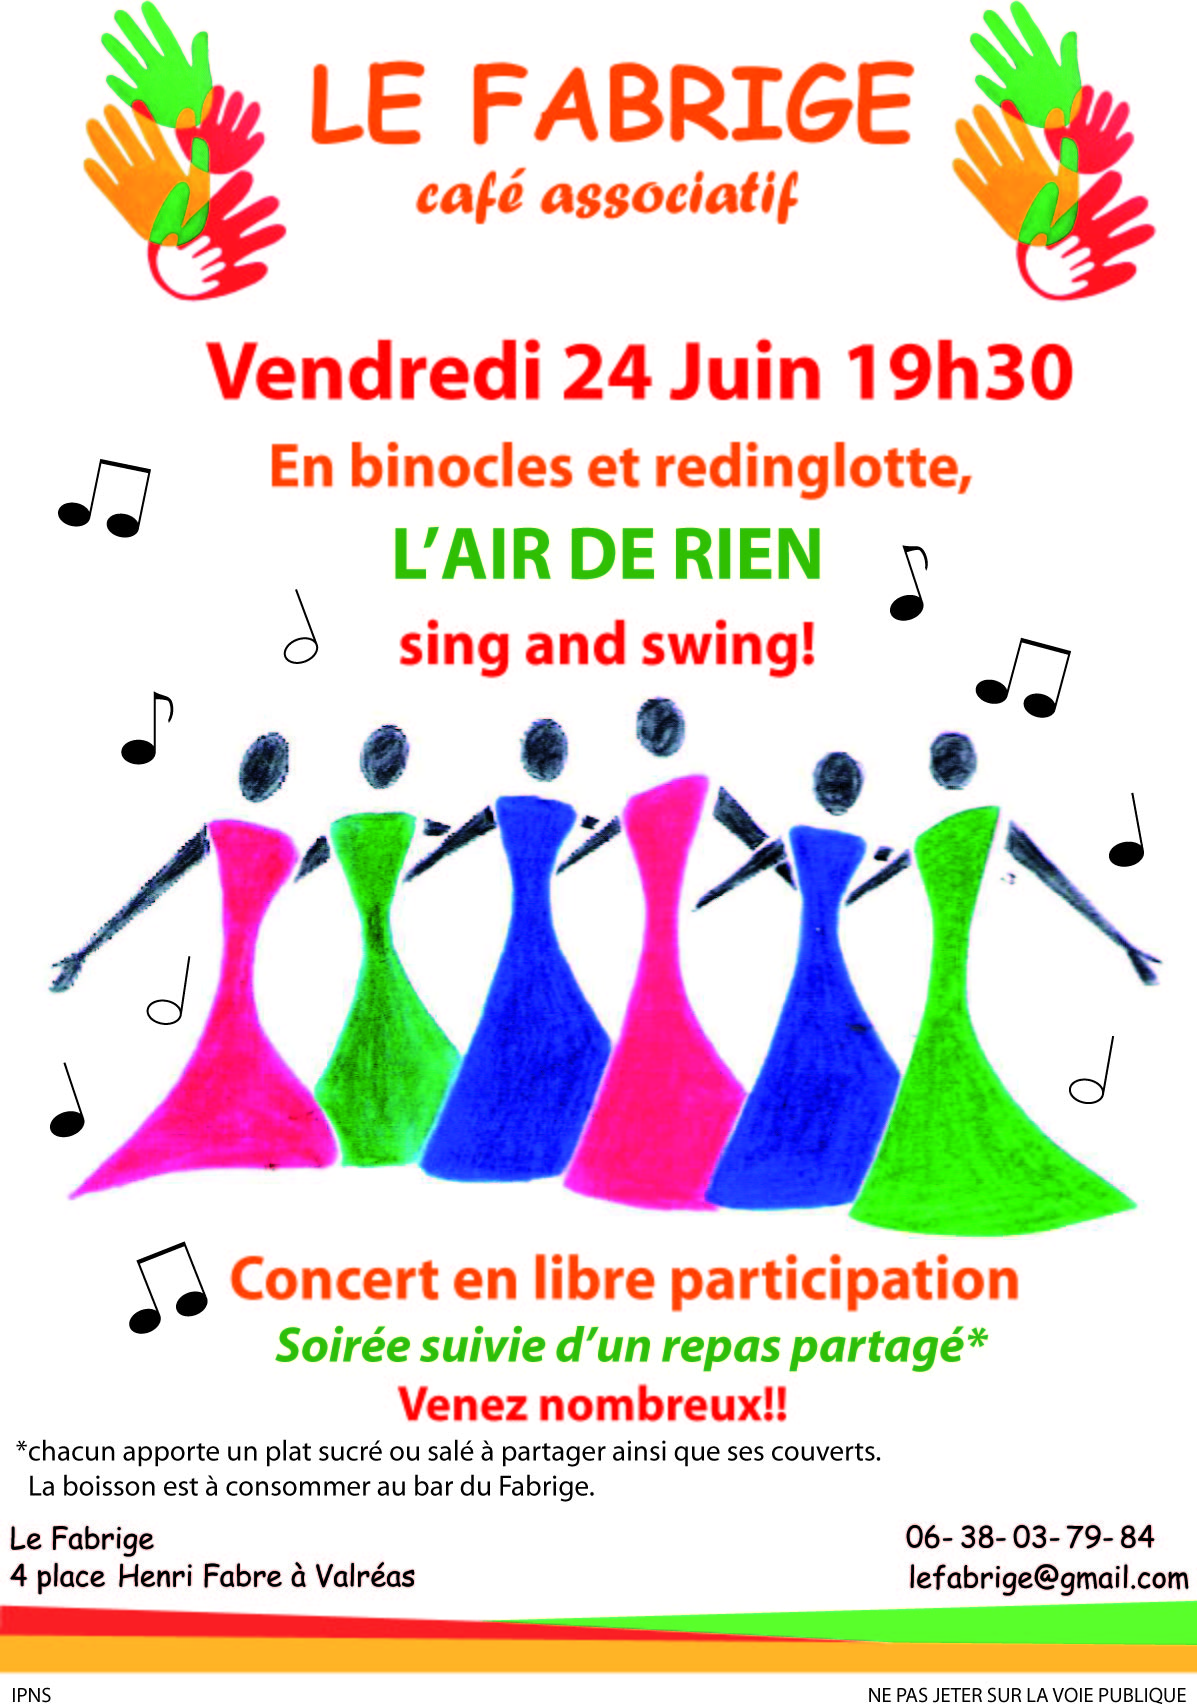 LE FABRIGE
café associatif
Vendredi 24 Juin 19h30
En binocles et redinglotte,
L'AIR DE RIEN
sing and swing!
Concert en libre participation
Soirée suivie d'un repas partagé*
Venez nombreux!!
*chacun apporte un plat sucré ou salé à partager ainsi que ses couverts.
La boisson est à consommer au bar du Fabrige.
Le Fabrige
4 place Henri Fabre à Valréas
06-38-03-79-84
lefabrige@gmail.com
IPNS
NE PAS JETER SUR LA VOIE PUBLIQUE